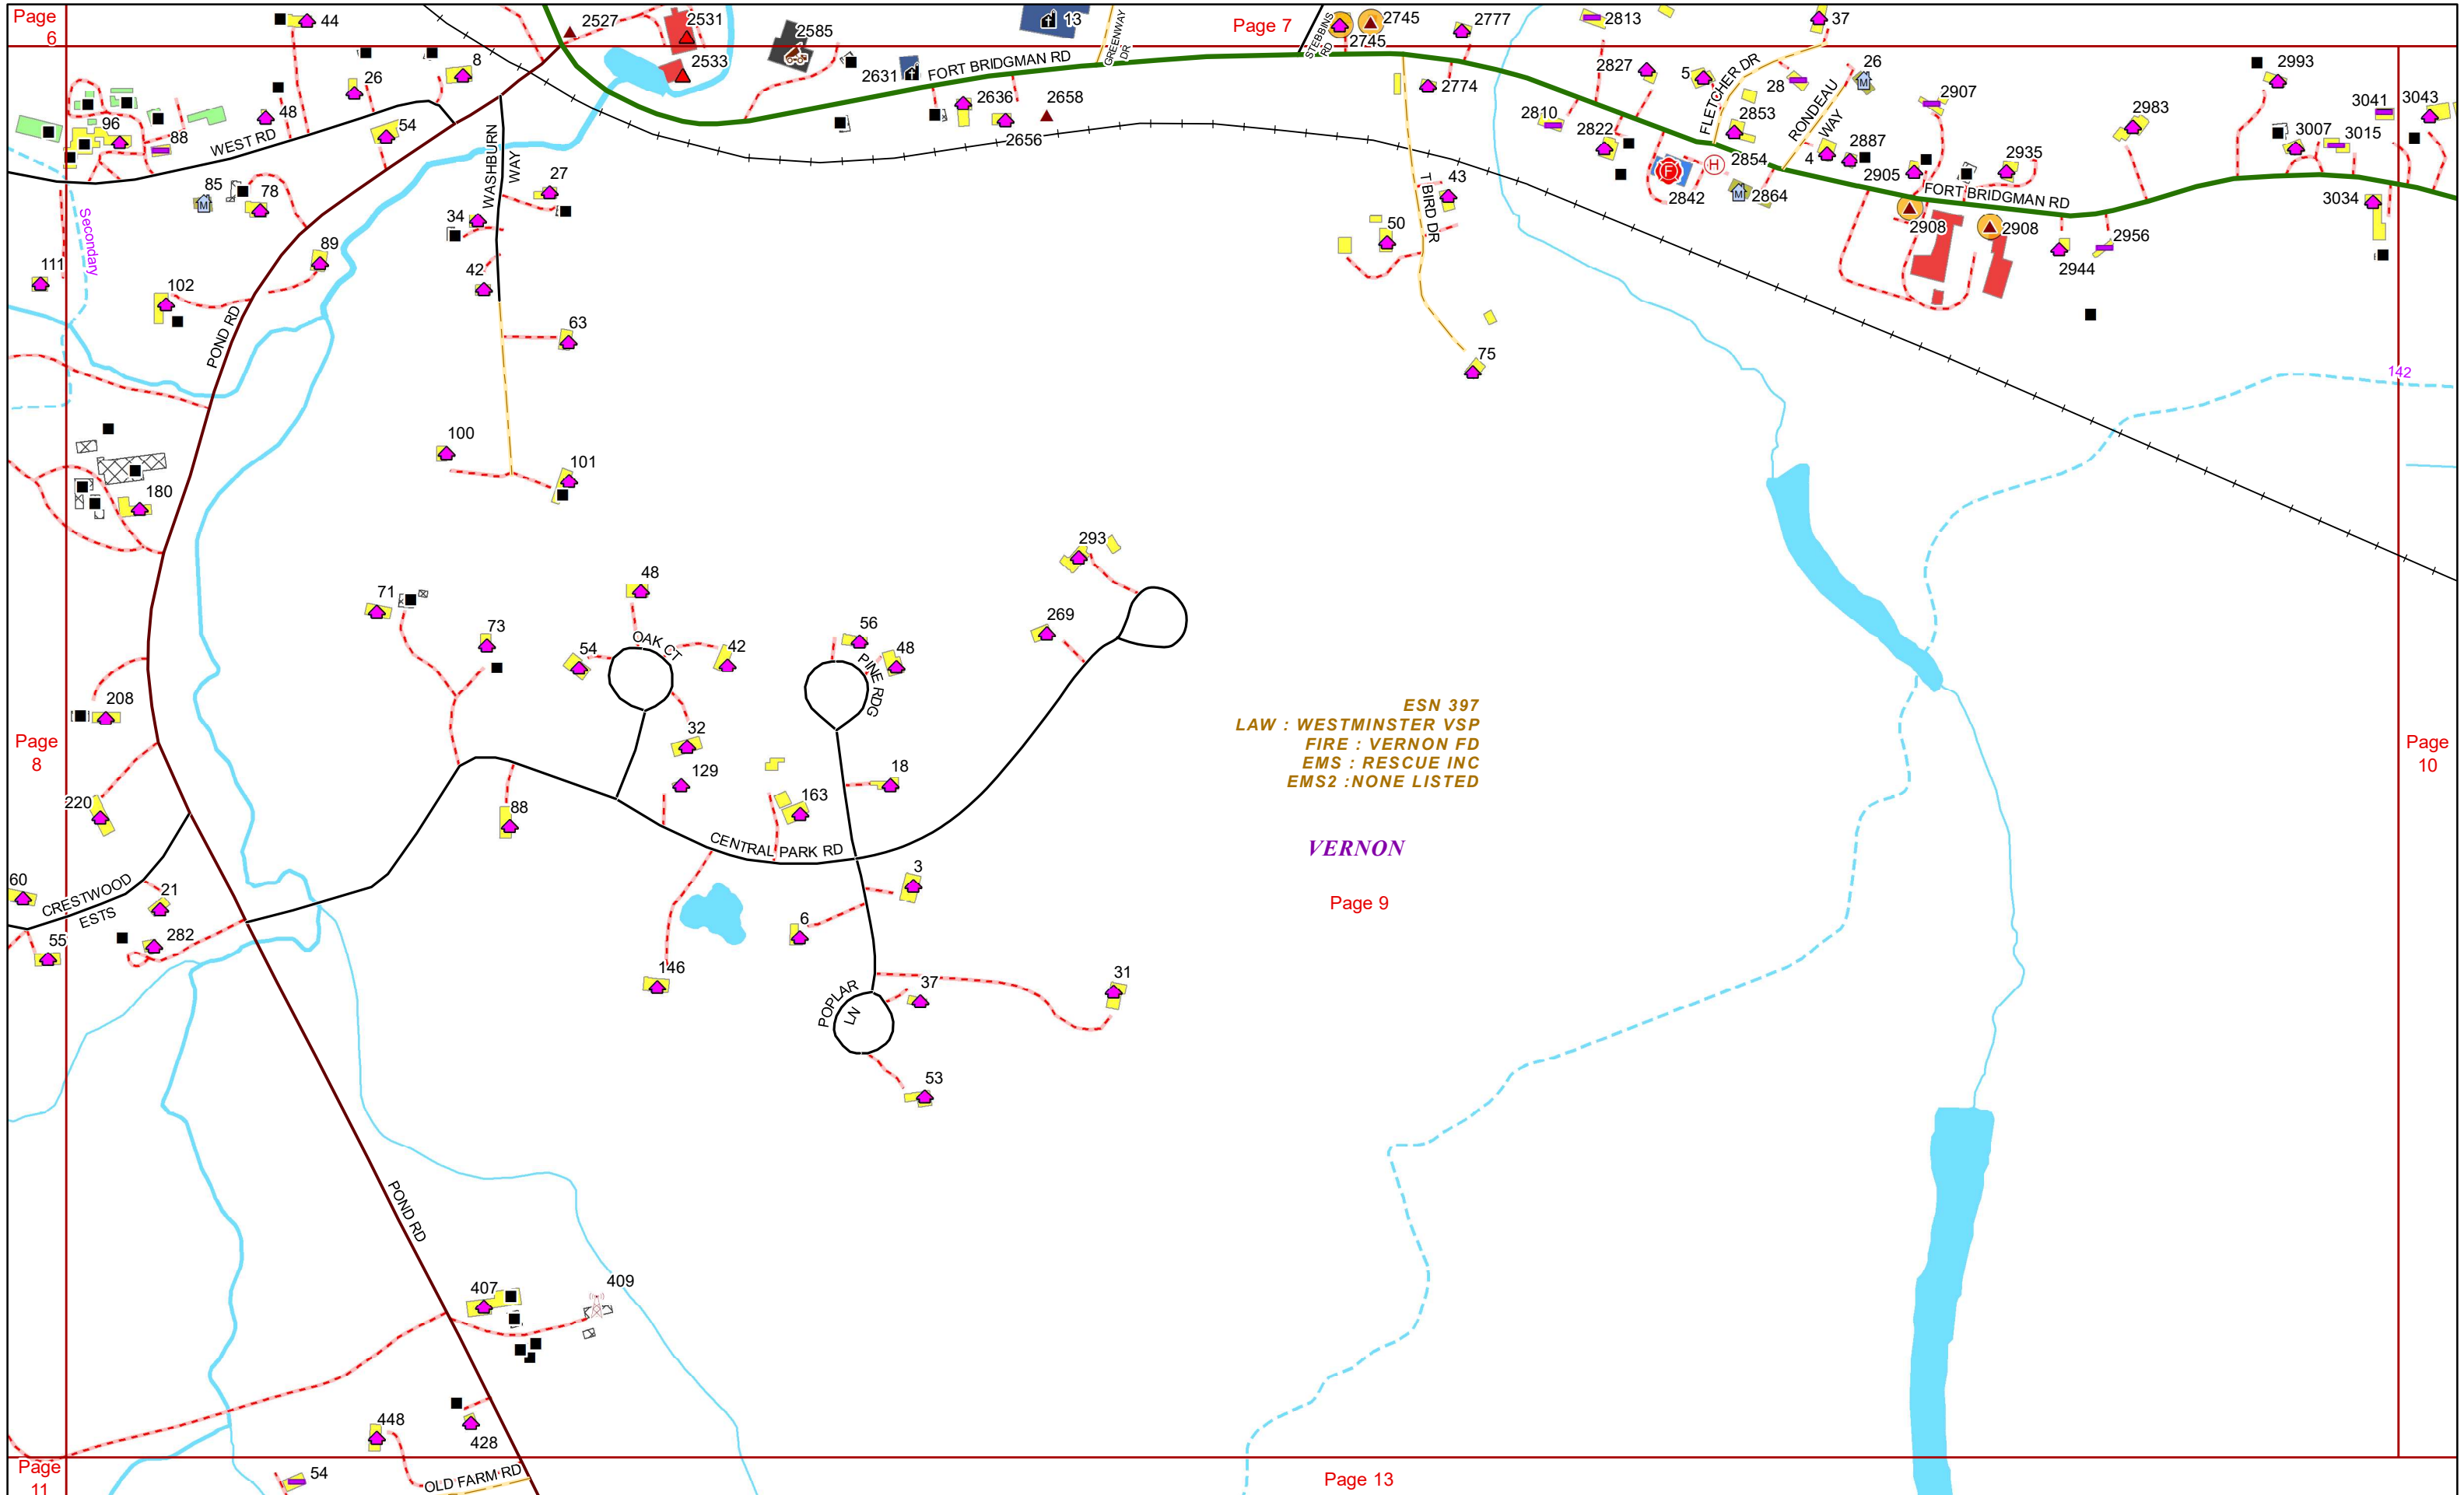 Page
6
44
2527
2531
2533
2585
13
GREENWAY
DR
Page 7
STEBBINS
RD
2745
2745
2777
2813
37
8
26
48
54
96
88
WEST RD
WASHBURN
WAY
27
2631
FORT BRIDGMAN RD
2636
2656
2658
2774
2827
5
FLETCHER DR
28
26
RONDEAU
WAY
2853
2810
2822
2842
H
2854
2864
M
F
4
2887
2905
2907
2935
FORT BRIDGMAN RD
2908
2908
2944
2956
2983
2993
3007
3015
3041
3043
3034
85
M
78
34
42
63
89
102
111
Secondary
POND RD
T BIRD DR
43
50
75
142
100
101
180
71
73
48
OAK CT
54
42
32
129
56
48
PINE RDG
18
163
293
269
208
Page
8
220
88
CENTRAL PARK RD
ESN 397
LAW : WESTMINSTER VSP
FIRE : VERNON FD
EMS : RESCUE INC
EMS2 :NONE LISTED
VERNON
Page 9
Page
10
60
CRESTWOOD
ESTS
21
55
282
3
6
146
POPLAR
LN
37
31
53
POND RD
407
409
448
428
Page
11
54
OLD FARM RD
Page 13